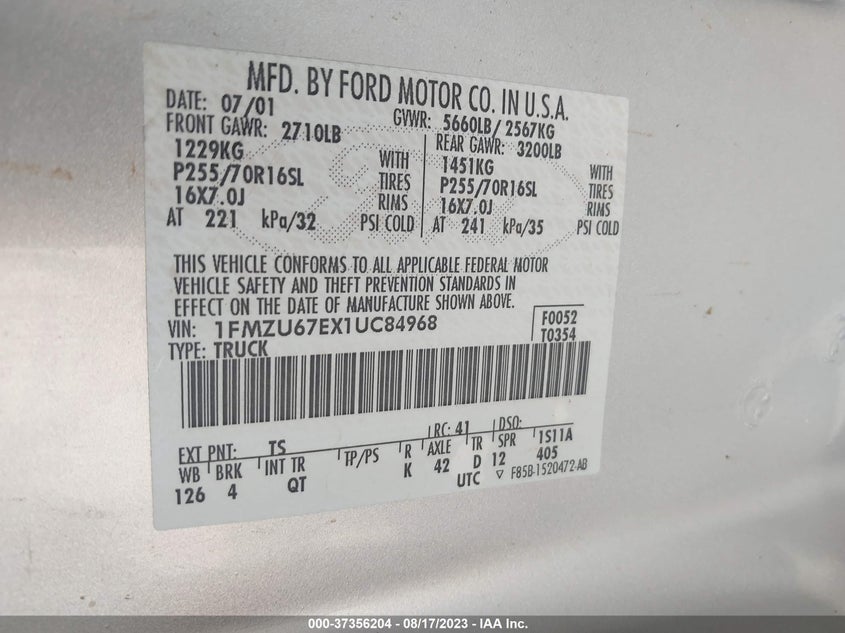 MFD. BY FORD MOTOR CO. IN U.S.A.
DATE: 07/01 GVWR: 5660LB/ 2567KG
FRONT GAWR: 2710LB REAR GAWR: 3200LB
1229KG WITH 1451KG WITH
P255/70R16SL TIRES P255/70R16SL TIRES
16X7.0J RIMS 16X7.0J RIMS
AT 221 kPa/32 PSI COLD AT 241 kPa/35 PSI COLD
THIS VEHICLE CONFORMS TO ALL APPLICABLE FEDERAL MOTOR
VEHICLE SAFETY AND THEFT PREVENTION STANDARDS IN
EFFECT ON THE DATE OF MANUFACTURE SHOWN ABOVE.
VIN: 1FMZU67EX1UC84968 F0052
TYPE: TRUCK T0354
EXT PNT: TS RC: 41 DSO:
WB BRK INT TR TP/PS R AXLE TR SPR 1S11A
126 4 QT K 42 D 12 405
UTC ▽ F85B-1520472-AB
000-37356204 - 08/17/2023 - IAA Inc.